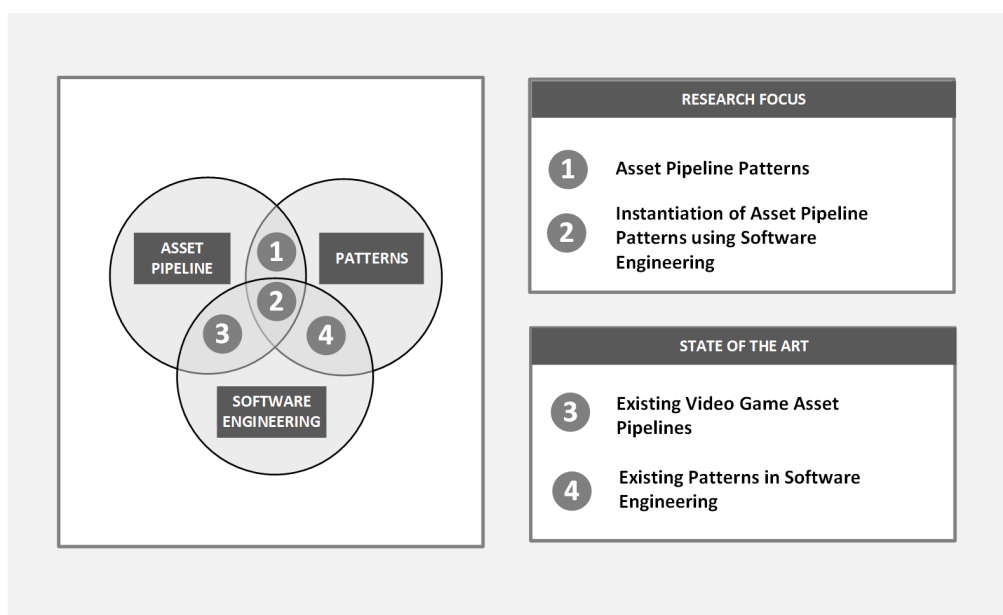 ASSET
PIPELINE
1
PATTERNS
2
3
4
SOFTWARE
ENGINEERING
RESEARCH FOCUS
1
Asset Pipeline Patterns
2
Instantiation of Asset Pipeline
Patterns using Software
Engineering
STATE OF THE ART
3
Existing Video Game Asset
Pipelines
4
Existing Patterns in Software
Engineering